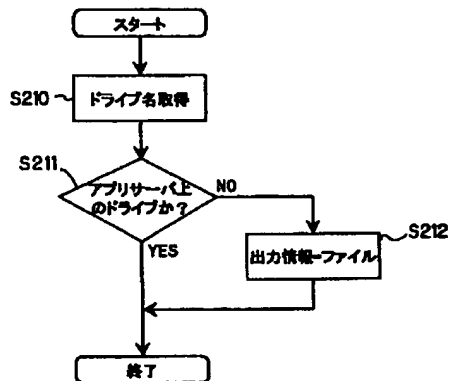 スタート
S210
ドライブ名取得
S211
アプリサーバ上
のドライブか?
NO
YES
S212
出力情報=ファイル
終了